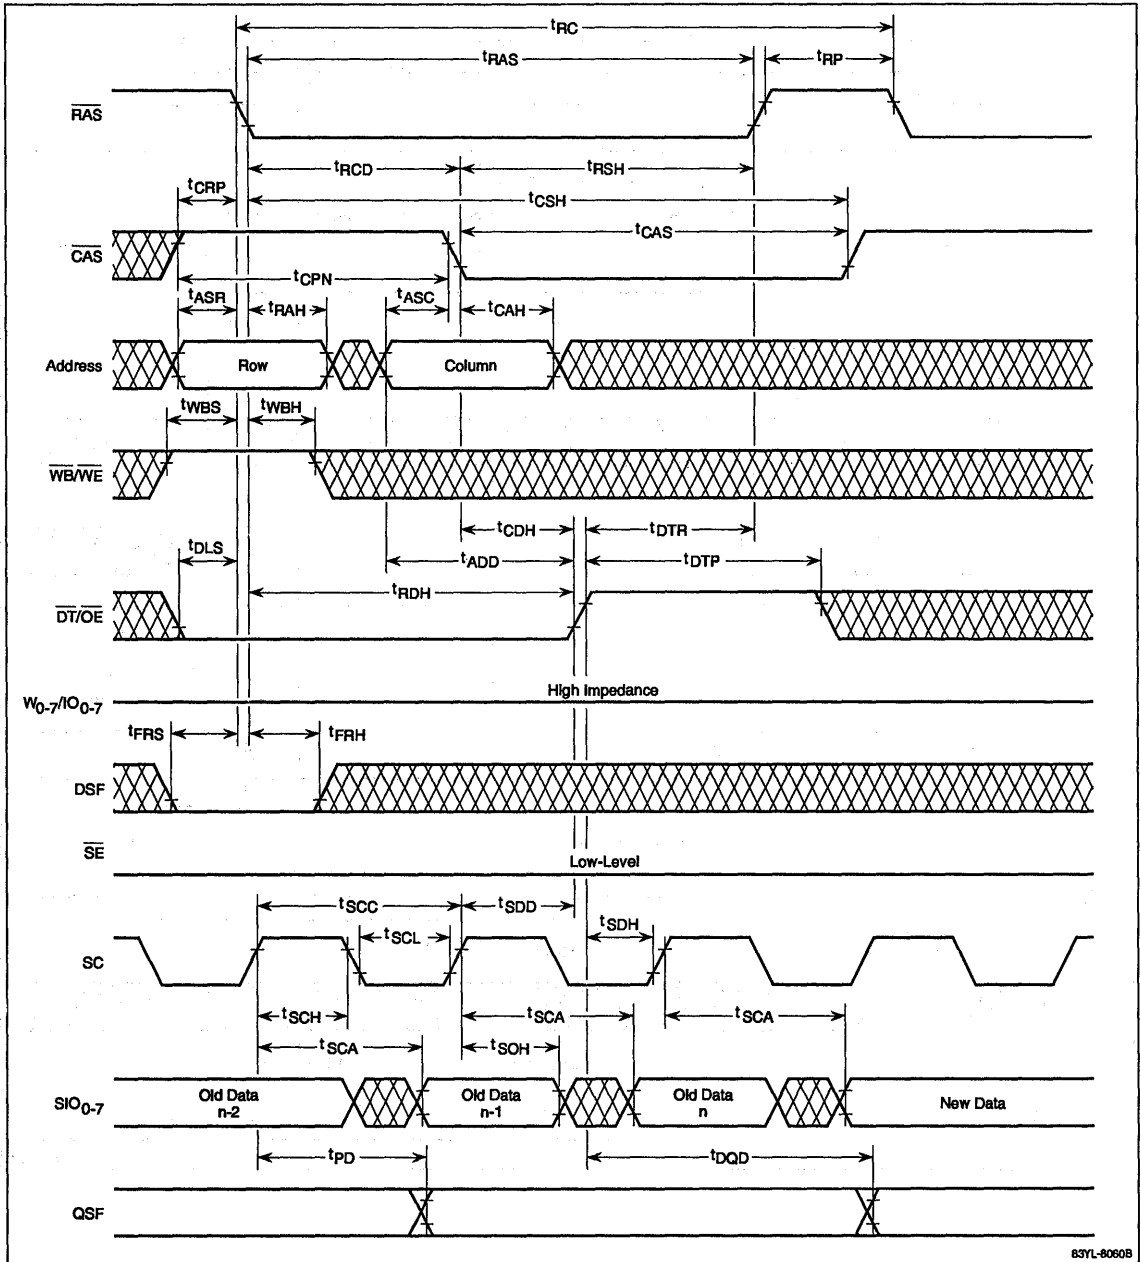 tRC
tRAS
tRP
RAS
tRCD
tRSH
tCRP
tCSH
tCAS
CAS
tCPN
tASR
tRAH
tASC
tCAH
Address
Row
Column
tWBS
tWBH
WB/WE
tCDH
tDTR
tDLS
tADD
tDTP
tRDH
DT/OE
High Impedance
W0-7/IO0-7
tFRS
tFRH
DSF
SE
Low-Level
tSCC
tSDD
tSDH
tSCL
SC
tSCH
tSCA
tSCA
tSCA
tSOH
SIO0-7
Old Data
n-2
Old Data
n-1
Old Data
n
New Data
tPD
tDQD
QSF
83YL-8060B